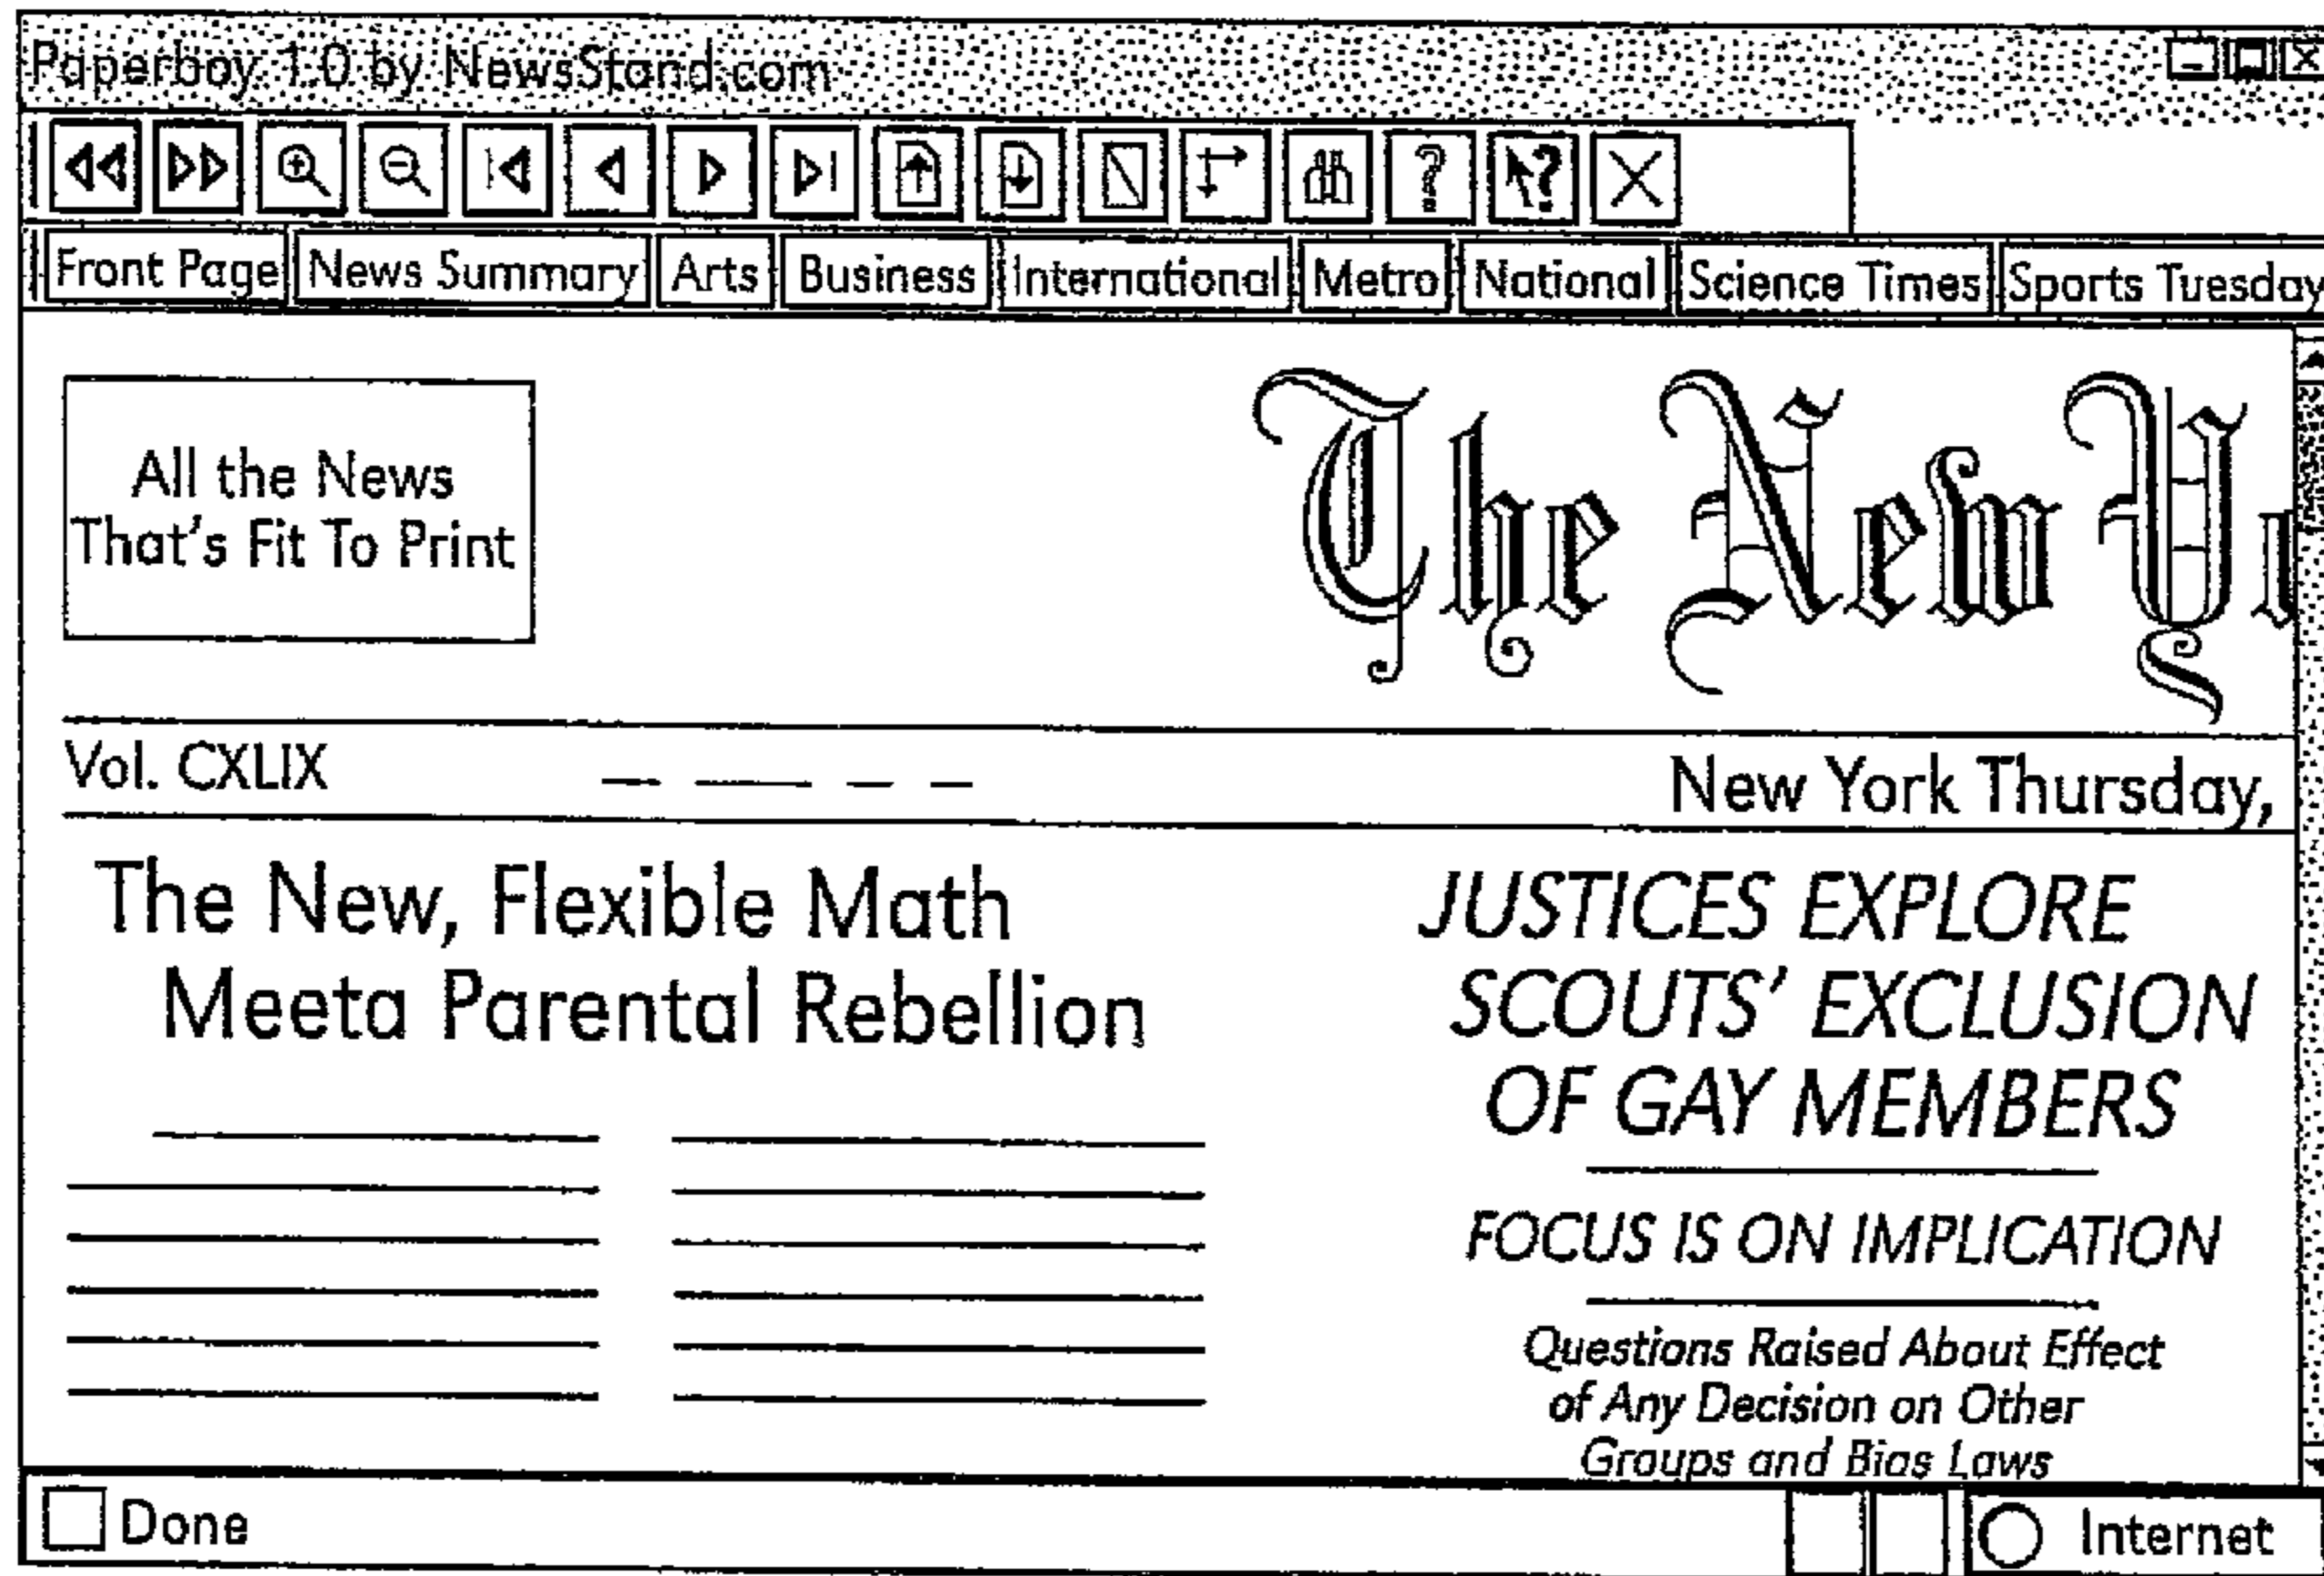 Paperboy 1.0 by NewsStand.com
Front Page News Summary Arts Business International Metro National Science Times Sports Tuesday
All the News
That's Fit To Print
The New Yo
Vol. CXLIX
New York Thursday,
The New, Flexible Math
Meeta Parental Rebellion
JUSTICES EXPLORE
SCOUTS' EXCLUSION
OF GAY MEMBERS
FOCUS IS ON IMPLICATION
Questions Raised About Effect
of Any Decision on Other
Groups and Bias Laws
Done
Internet